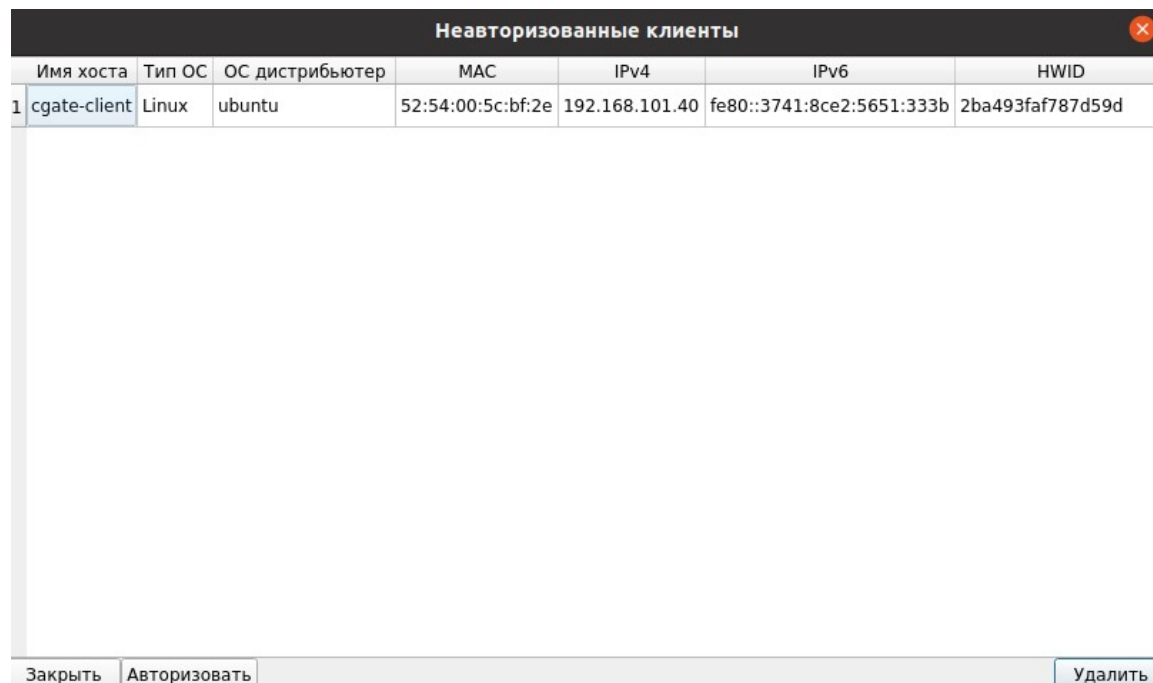 Неавторизованные клиенты
Имя хоста Тип ОС ОС дистрибьютер MAC IPv4 IPv6 HWID
1 cgate-client Linux ubuntu 52:54:00:5c:bf:2e 192.168.101.40 fe80::3741:8ce2:5651:333b 2ba493faf787d59d
Закрыть Авторизовать Удалить